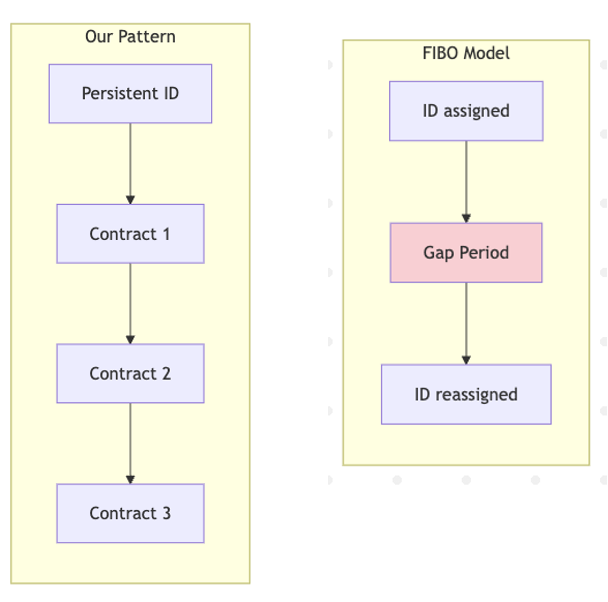 Our Pattern
Persistent ID
Contract 1
Contract 2
Contract 3
FIBO Model
ID assigned
Gap Period
ID reassigned